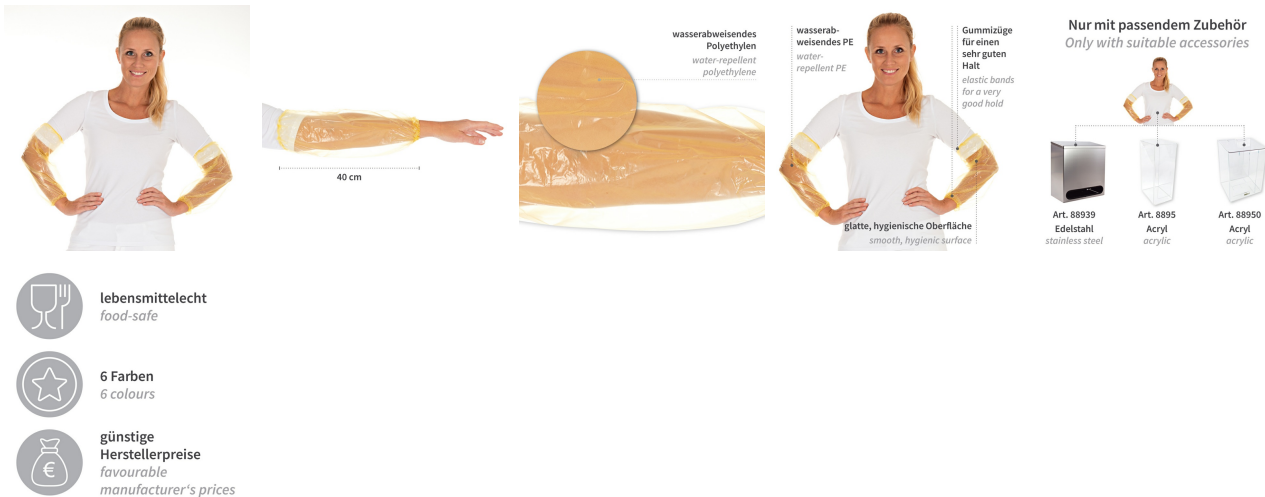 40 cm
wasserabweisendes
Polyethylen
water-repellent
polyethylene
wasserab-
weisendes PE
water-
repellent PE
Gummizüge
für einen
sehr guten
Halt
elastic bands
for a very
good hold
glatte, hygienische Oberfläche
smooth, hygienic surface
Nur mit passendem Zubehör
Only with suitable accessories
Art. 88939
Edelstahl
stainless steel
Art. 8895
Acryl
acrylic
Art. 88950
Acryl
acrylic
lebensmittelecht
food-safe
6 Farben
6 colours
€
günstige
Herstellerpreise
favourable
manufacturer‘s prices